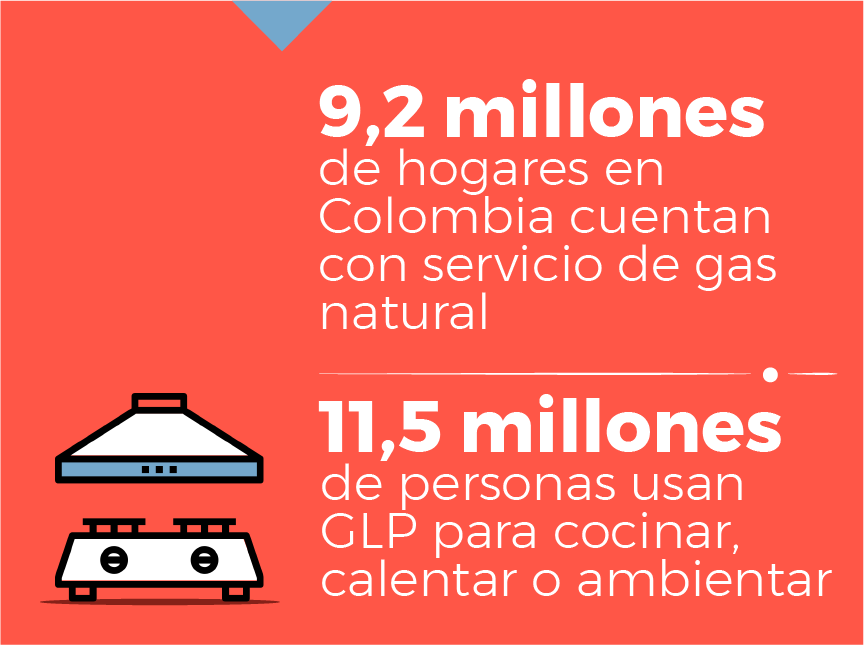 9,2 millones
de hogares en
Colombia cuentan
con servicio de gas
natural
11,5 millones
de personas usan
GLP para cocinar,
calentar o ambientar